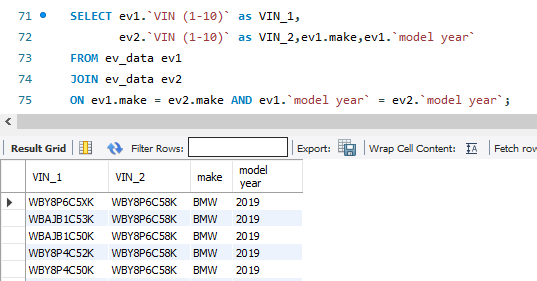 71 SELECT ev1.`VIN (1-10)` as VIN_1,
72 ev2.`VIN (1-10)` as VIN_2,ev1.make,ev1.`model year`
73 FROM ev_data ev1
74 JOIN ev_data ev2
75 ON ev1.make = ev2.make AND ev1.`model year` = ev2.`model year`;
Result Grid Filter Rows: Export: Wrap Cell Content: Fetch row
VIN_1 VIN_2 make model year
WBY8P6C5XK WBY8P6C58K BMW 2019
WBAJB1C53K WBY8P6C58K BMW 2019
WBAJB1C50K WBY8P6C58K BMW 2019
WBY8P4C52K WBY8P6C58K BMW 2019
WBY8P4C50K WBY8P6C58K BMW 2019